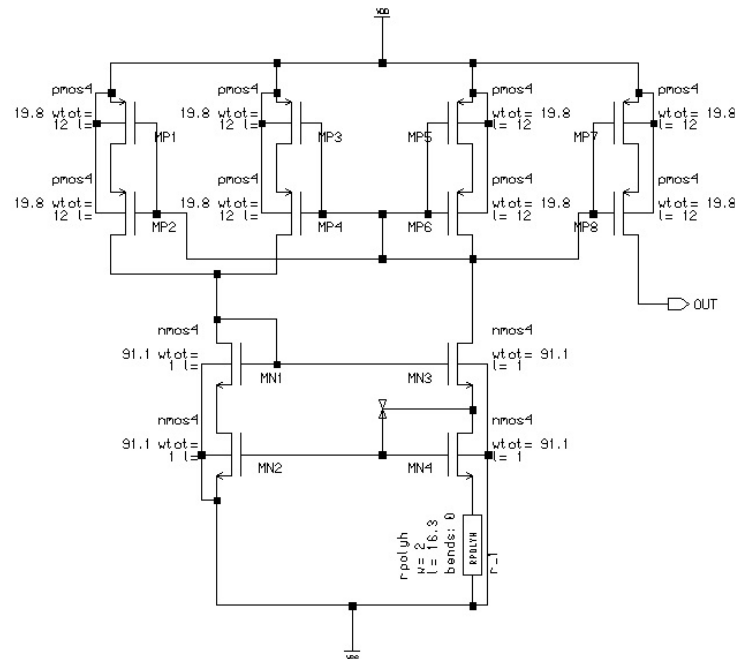 VDD
pmos4
19.8 wtot=
12 l=
MP1
pmos4
19.8 wtot=
12 l=
MP3
pmos4
wtot= 19.8
l= 12
MP5
pmos4
wtot= 19.8
l= 12
MP7
pmos4
19.8 wtot=
12 l=
MP2
pmos4
19.8 wtot=
12 l=
MP4
pmos4
wtot= 19.8
l= 12
MP6
pmos4
wtot= 19.8
l= 12
MP8
OUT
nmos4
91.1 wtot=
1 l=
MN1
nmos4
wtot= 91.1
l= 1
MN3
nmos4
91.1 wtot=
1 l=
MN2
nmos4
wtot= 91.1
l= 1
MN4
rpolyh
w= 2
l= 16.3
bends: 0
RPOLYH
r_1